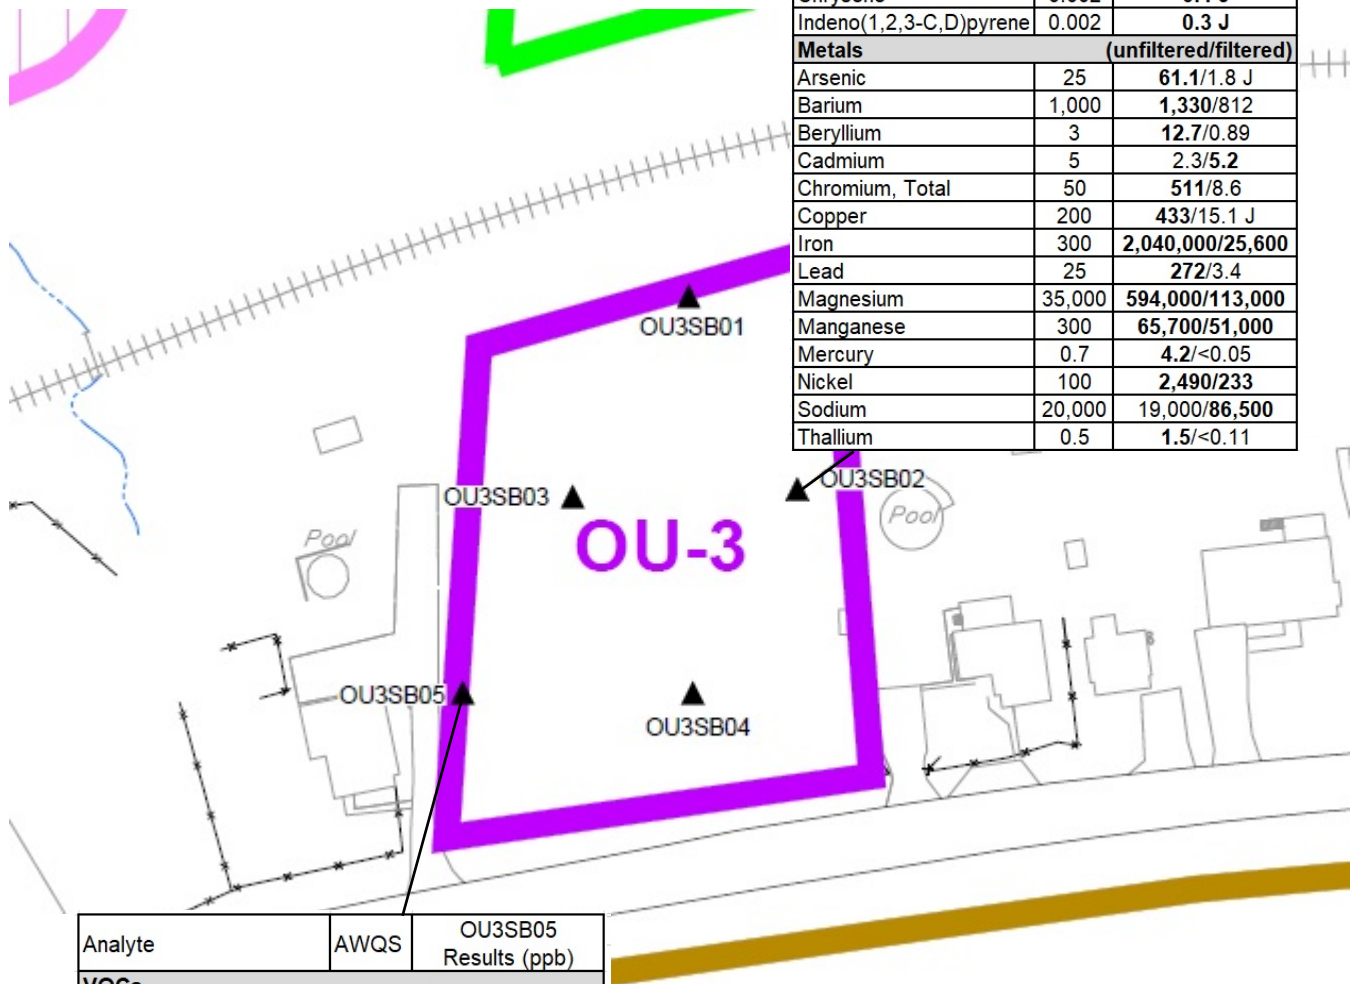 Indeno(1,2,3-C,D)pyrene 0.002 0.3 J
Metals (unfiltered/filtered)
Arsenic 25 61.1/1.8 J
Barium 1,000 1,330/812
Beryllium 3 12.7/0.89
Cadmium 5 2.3/5.2
Chromium, Total 50 511/8.6
Copper 200 433/15.1 J
Iron 300 2,040,000/25,600
Lead 25 272/3.4
Magnesium 35,000 594,000/113,000
Manganese 300 65,700/51,000
Mercury 0.7 4.2/<0.05
Nickel 100 2,490/233
Sodium 20,000 19,000/86,500
Thallium 0.5 1.5/<0.11
OU3SB01
OU3SB02
OU3SB03
Pool
OU-3
Pool
OU3SB05
OU3SB04
Analyte AWQS OU3SB05
Results (ppb)
VOCs